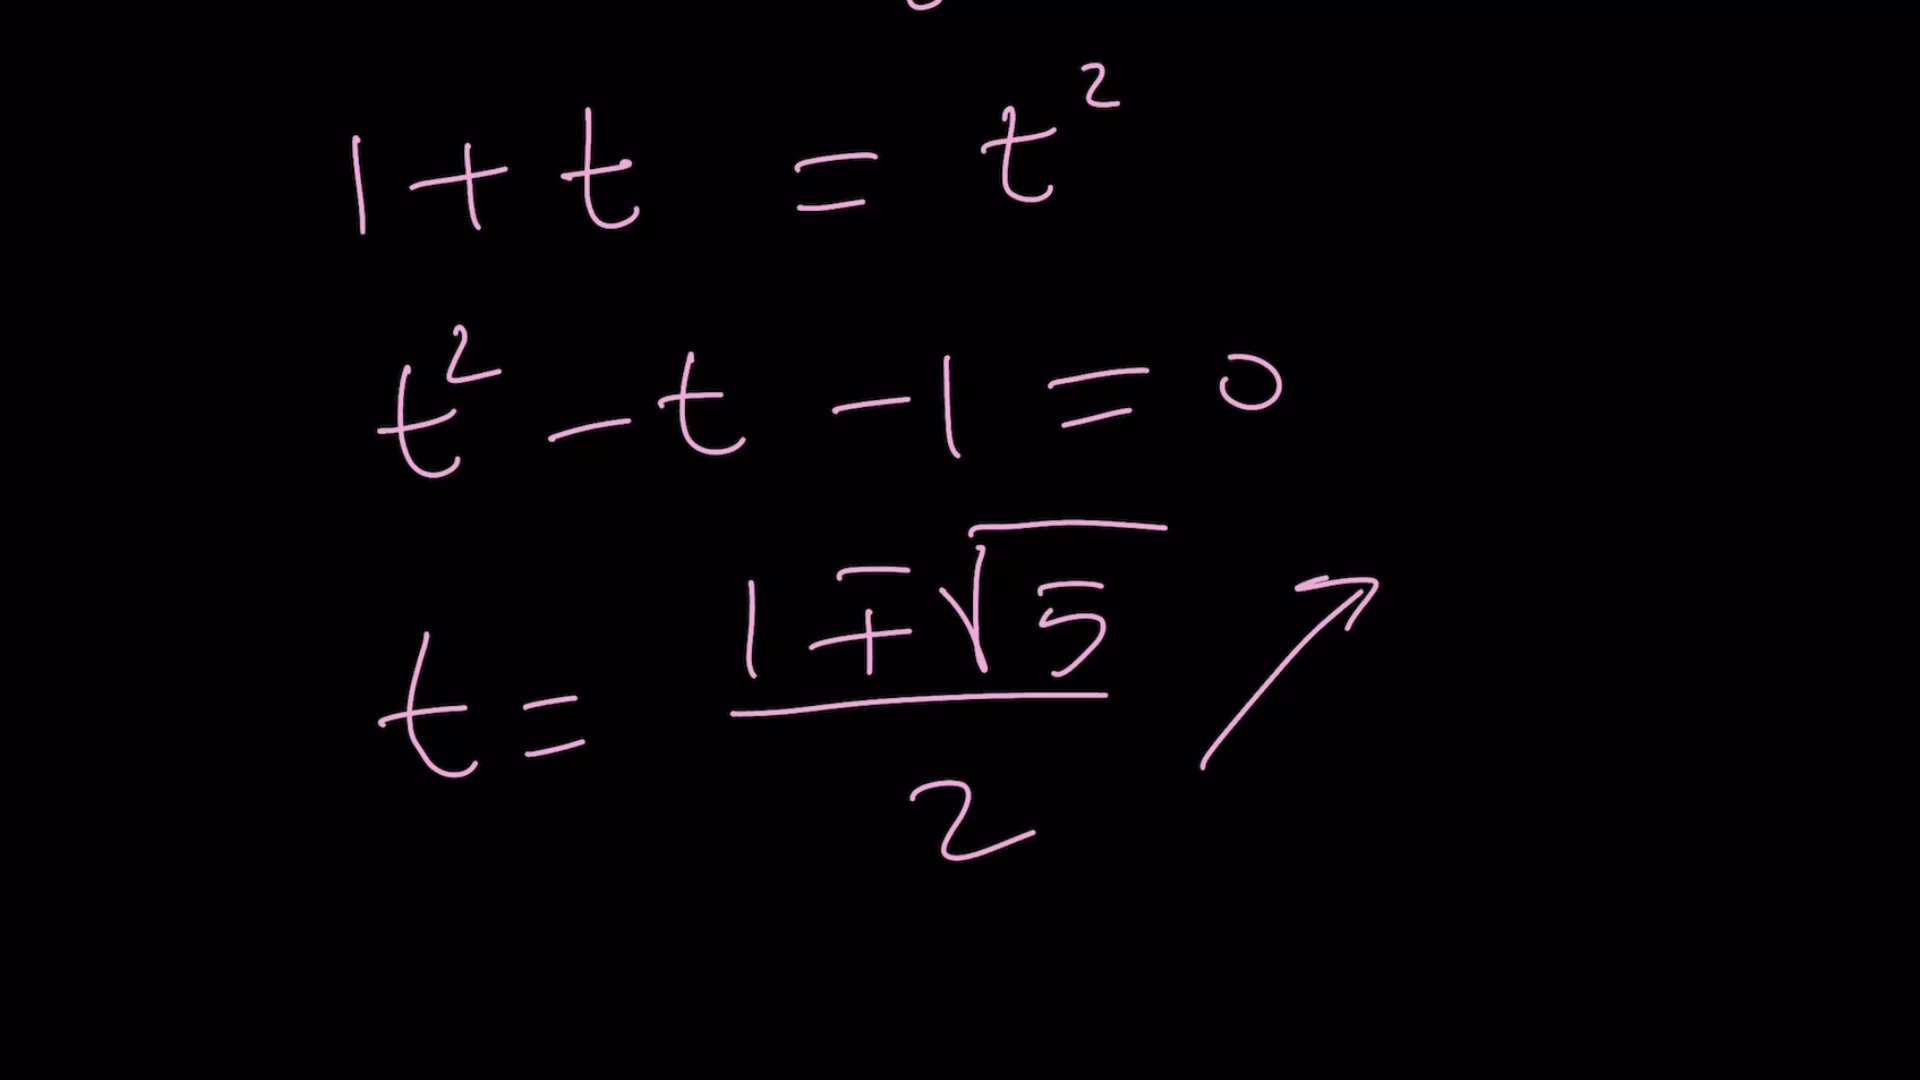 1 + t = t²
t² - t - 1 = 0
t = (1 ∓ √5) / 2